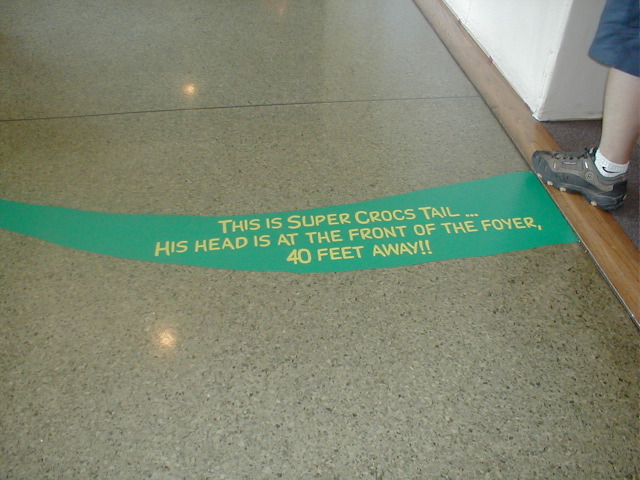 THIS IS SUPER CROCS TAIL ...
HIS HEAD IS AT THE FRONT OF THE FOYER,
40 FEET AWAY!!